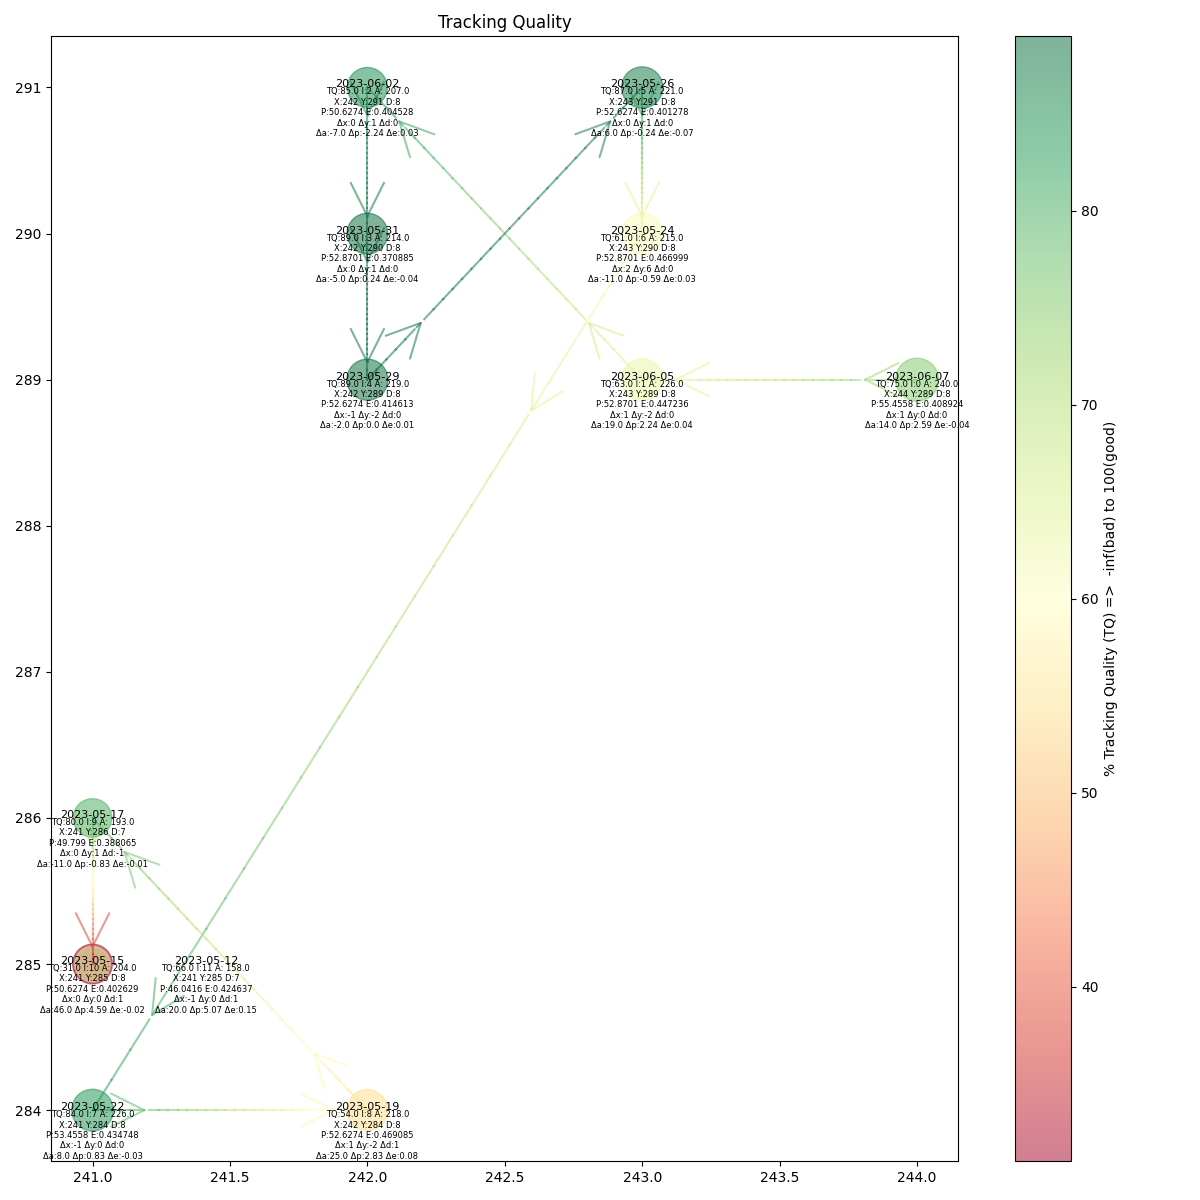 Tracking Quality
291
290
289
288
287
286
285
284
241.0
241.5
242.0
242.5
243.0
243.5
244.0
2023-06-02
TQ:85.0 I:2 A: 207.0
X:242 Y:291 D:8
P:50.6274 E:0.404528
Δx:0 Δy:1 Δd:0
Δa:-7.0 Δp:-2.24 Δe:0.03
2023-05-26
TQ:87.0 I:5 A: 221.0
X:243 Y:291 D:8
P:52.6274 E:0.401278
Δx:0 Δy:1 Δd:0
Δa:6.0 Δp:-0.24 Δe:-0.07
2023-05-31
TQ:89.0 I:3 A: 214.0
X:242 Y:290 D:8
P:52.8701 E:0.370885
Δx:0 Δy:1 Δd:0
Δa:-5.0 Δp:0.24 Δe:-0.04
2023-05-24
TQ:61.0 I:6 A: 215.0
X:243 Y:290 D:8
P:52.8701 E:0.466999
Δx:2 Δy:6 Δd:0
Δa:-11.0 Δp:-0.59 Δe:0.03
2023-05-29
TQ:89.0 I:4 A: 219.0
X:242 Y:289 D:8
P:52.6274 E:0.414613
Δx:-1 Δy:-2 Δd:0
Δa:-2.0 Δp:0.0 Δe:0.01
2023-06-05
TQ:63.0 I:1 A: 226.0
X:243 Y:289 D:8
P:52.8701 E:0.447236
Δx:1 Δy:-2 Δd:0
Δa:19.0 Δp:2.24 Δe:0.04
2023-06-07
TQ:75.0 I:0 A: 240.0
X:244 Y:289 D:8
P:55.4558 E:0.408924
Δx:1 Δy:0 Δd:0
Δa:14.0 Δp:2.59 Δe:-0.04
2023-05-17
TQ:80.0 I:9 A: 193.0
X:241 Y:286 D:7
P:49.799 E:0.388065
Δx:0 Δy:1 Δd:-1
Δa:-11.0 Δp:-0.83 Δe:-0.01
2023-05-15
TQ:31.0 I:10 A: 204.0
X:241 Y:285 D:8
P:50.6274 E:0.402629
Δx:0 Δy:0 Δd:1
Δa:46.0 Δp:4.59 Δe:-0.02
2023-05-12
TQ:66.0 I:11 A: 158.0
X:241 Y:285 D:7
P:46.0416 E:0.424637
Δx:-1 Δy:0 Δd:1
Δa:20.0 Δp:5.07 Δe:0.15
2023-05-22
TQ:84.0 I:7 A: 226.0
X:241 Y:284 D:8
P:53.4558 E:0.434748
Δx:-1 Δy:0 Δd:0
Δa:8.0 Δp:0.83 Δe:-0.03
2023-05-19
TQ:54.0 I:8 A: 218.0
X:242 Y:284 D:8
P:52.6274 E:0.469085
Δx:1 Δy:-2 Δd:1
Δa:25.0 Δp:2.83 Δe:0.08
80
70
60
50
40
% Tracking Quality (TQ) => -inf(bad) to 100(good)